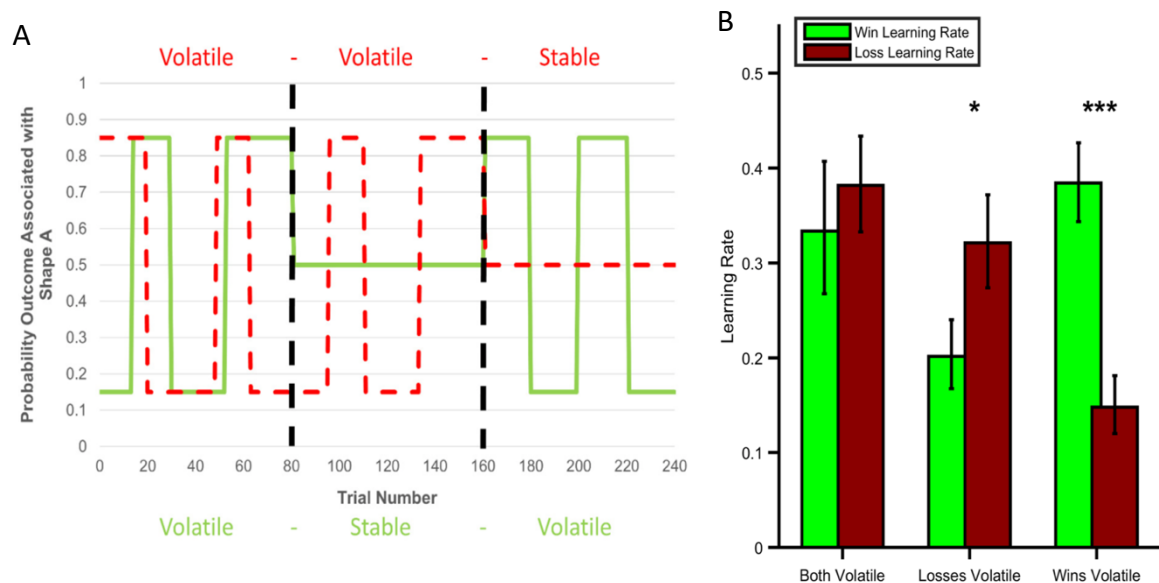 A
Volatile - Volatile - Stable
Probability Outcome Associated with
Shape A
1
0.9
0.8
0.7
0.6
0.5
0.4
0.3
0.2
0.1
0
0 20 40 60 80 100 120 140 160 180 200 220 240
Trial Number
Volatile - Stable - Volatile
B
Win Learning Rate
Loss Learning Rate
Learning Rate
0.5
0.4
0.3
0.2
0.1
0
* ***
Both Volatile Losses Volatile Wins Volatile